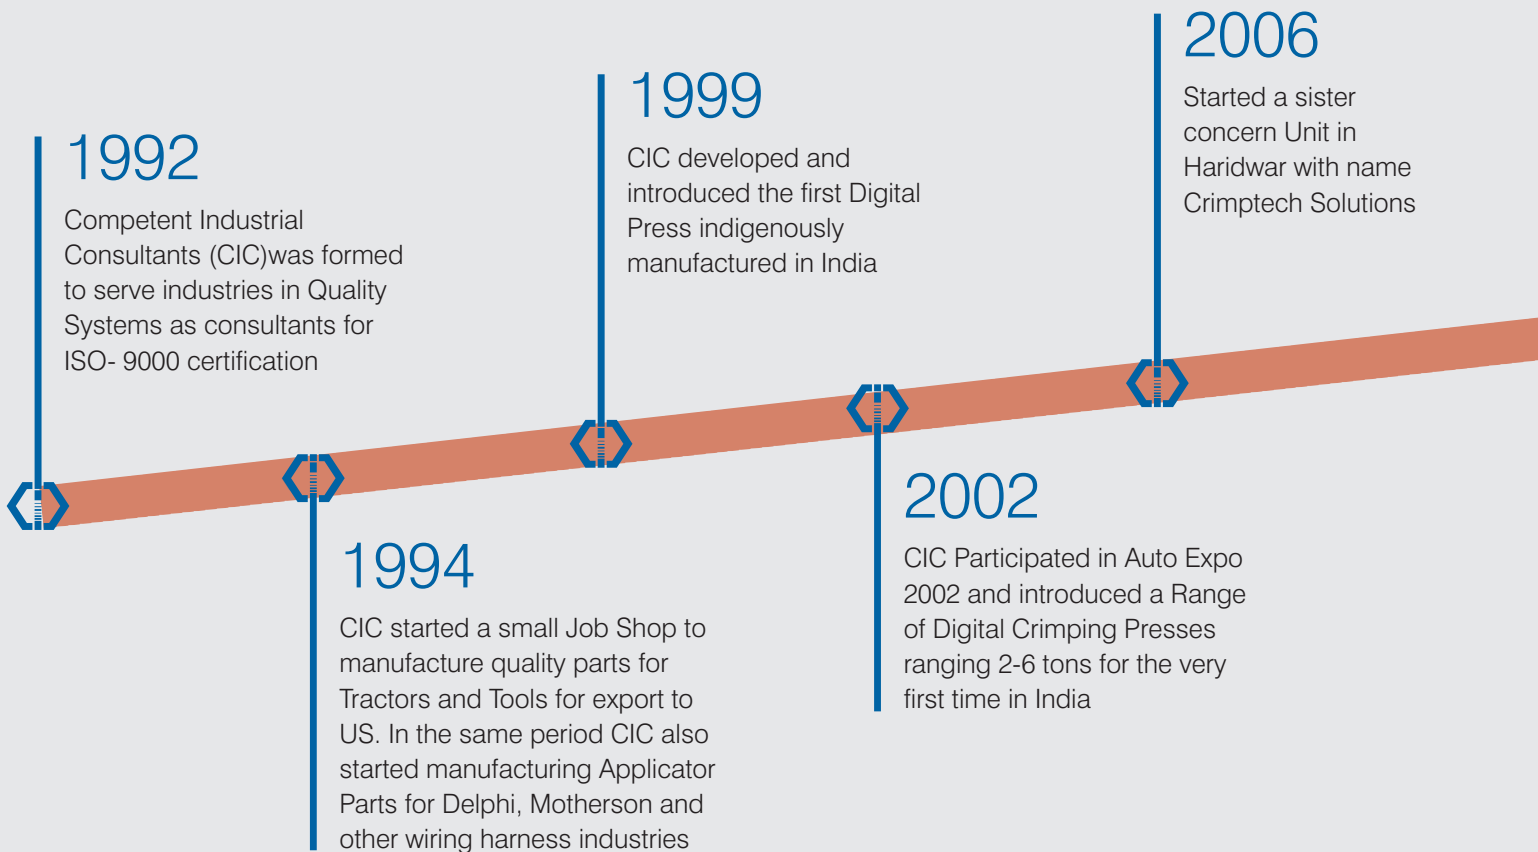 1992
Competent Industrial
Consultants (CIC)was formed
to serve industries in Quality
Systems as consultants for
ISO- 9000 certification
1994
CIC started a small Job Shop to
manufacture quality parts for
Tractors and Tools for export to
US. In the same period CIC also
started manufacturing Applicator
Parts for Delphi, Motherson and
other wiring harness industries
1999
CIC developed and
introduced the first Digital
Press indigenously
manufactured in India
2002
CIC Participated in Auto Expo
2002 and introduced a Range
of Digital Crimping Presses
ranging 2-6 tons for the very
first time in India
2006
Started a sister
concern Unit in
Haridwar with name
Crimptech Solutions